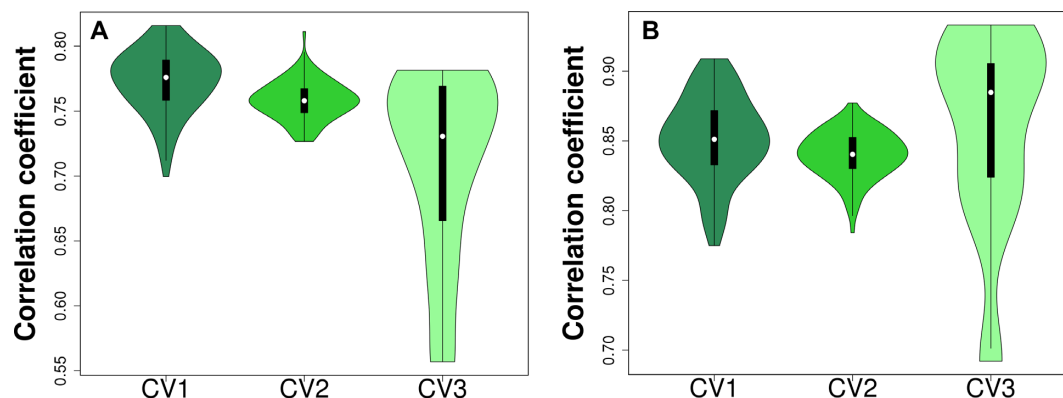 A
Correlation coefficient
0.80
0.75
0.70
0.65
0.60
0.55
CV1 CV2 CV3
B
Correlation coefficient
0.90
0.85
0.80
0.75
0.70
CV1 CV2 CV3